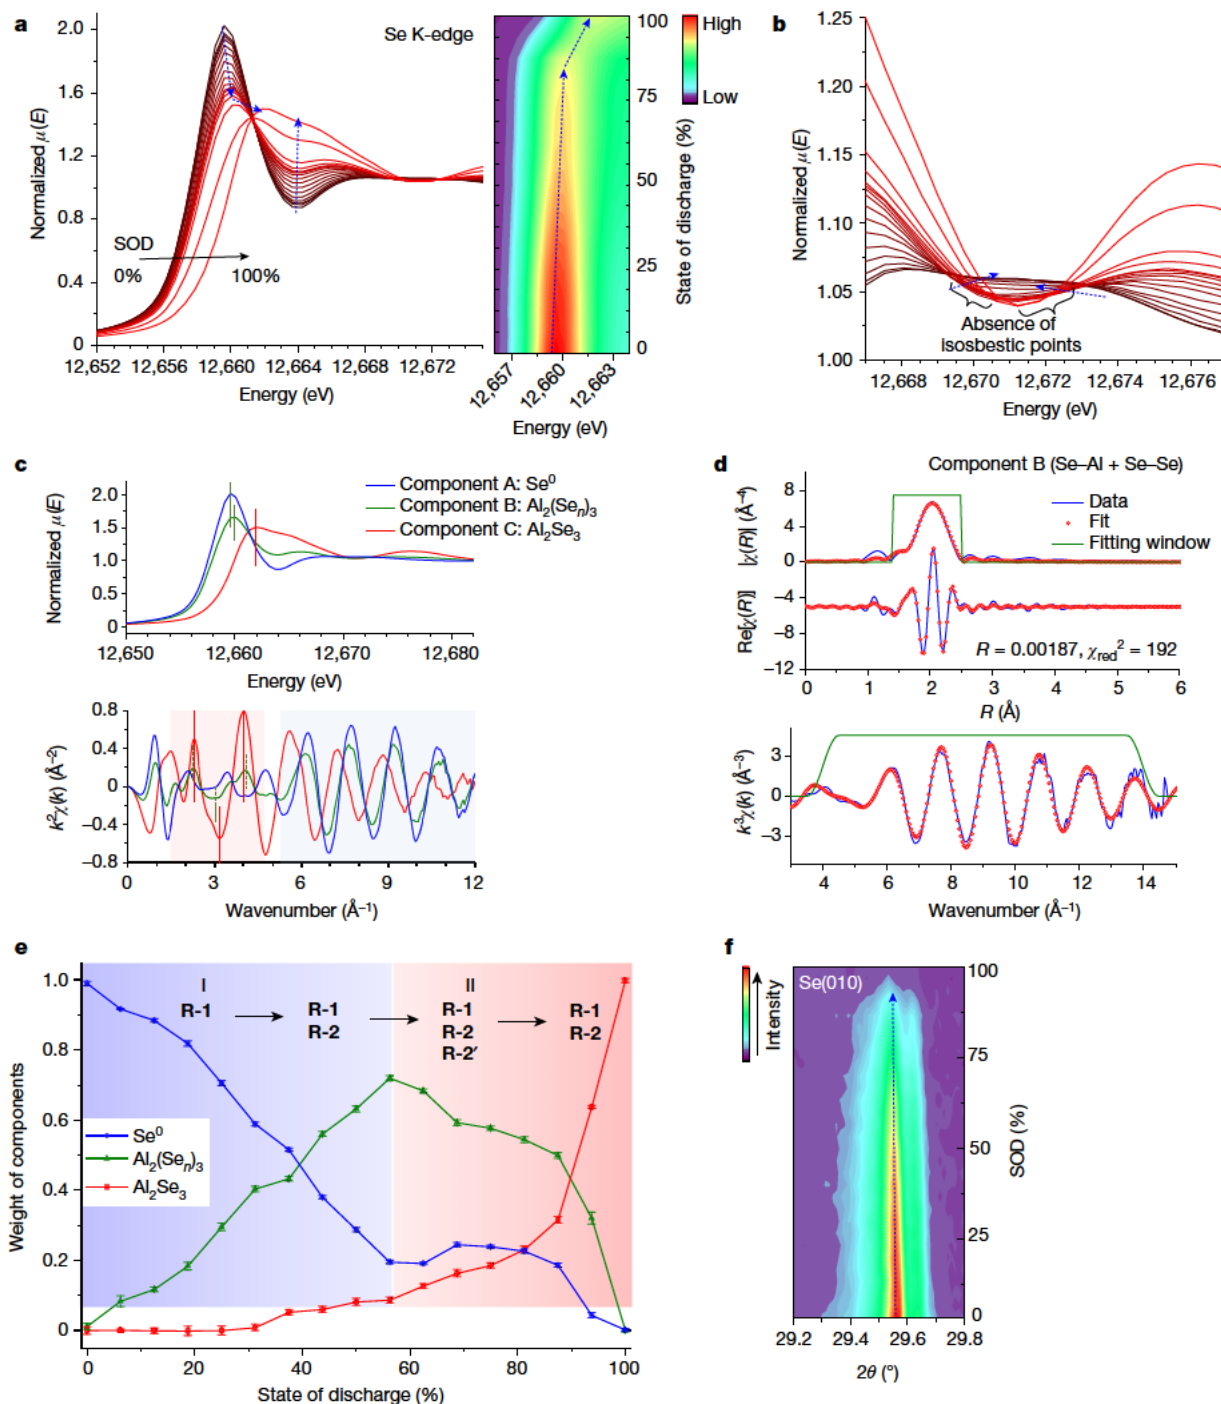 a
Se K-edge
Normalized μ(E)
2.0
1.6
1.2
0.8
0.4
0
SOD
0%
100%
12,652
12,656
12,660
12,664
12,668
12,672
Energy (eV)
High
Low
100
75
50
25
0
State of discharge (%)
12,657
12,660
12,663
Energy (eV)
b
Normalized μ(E)
1.25
1.20
1.15
1.10
1.05
1.00
Absence of
isosbestic points
12,668
12,670
12,672
12,674
12,676
Energy (eV)
c
Normalized μ(E)
2.0
1.5
1.0
0.5
0
Component A: Se⁰
Component B: Al₂(Seₙ)₃
Component C: Al₂Se₃
12,650
12,660
12,670
12,680
Energy (eV)
k²χ(k) (Å⁻²)
0.8
0.4
0
−0.4
−0.8
0
3
6
9
12
Wavenumber (Å⁻¹)
d
Component B (Se–Al + Se–Se)
|χ(R)| (Å⁻⁴)
8
4
0
Data
Fit
Fitting window
Re[χ(R)]
−4
−8
−12
R = 0.00187, χred² = 192
0
1
2
3
4
5
6
R (Å)
k³χ(k) (Å⁻³)
3
0
−3
4
6
8
10
12
14
Wavenumber (Å⁻¹)
e
Weight of components
1.0
0.8
0.6
0.4
0.2
0
I
R-1
R-1
R-2
II
R-1
R-2
R-2′
R-1
R-2
Se⁰
Al₂(Seₙ)₃
Al₂Se₃
0
20
40
60
80
100
State of discharge (%)
f
Intensity
Se(010)
100
75
50
25
0
SOD (%)
29.2
29.4
29.6
29.8
2θ (°)